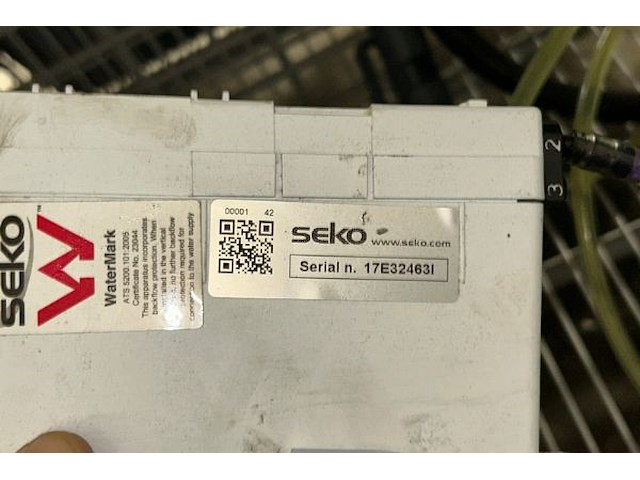 00001 42
seko www.seko.com
Serial n. 17E32463I
2
3
seko
WaterMark
ATS 5200.101:2005
Certificate No. 23044
This apparatus incorporates
backflow protection. When
installed in the vertical
no further backflow
protection required for
connection to the water supply